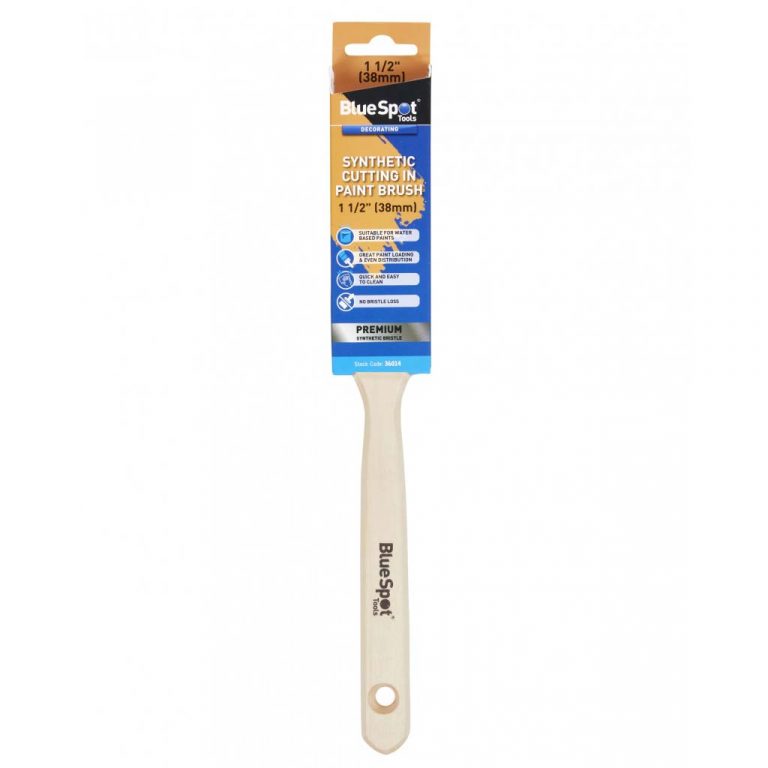 1 1/2"
(38mm)
BlueSpot®
Tools
DECORATING
SYNTHETIC
CUTTING IN
PAINT BRUSH
1 1/2" (38mm)
SUITABLE FOR WATER
BASED PAINTS
GREAT PAINT LOADING
& EVEN DISTRIBUTION
QUICK AND EASY
TO CLEAN
NO BRISTLE LOSS
PREMIUM
SYNTHETIC BRISTLE
Stock Code: 36014
BlueSpot®
Tools